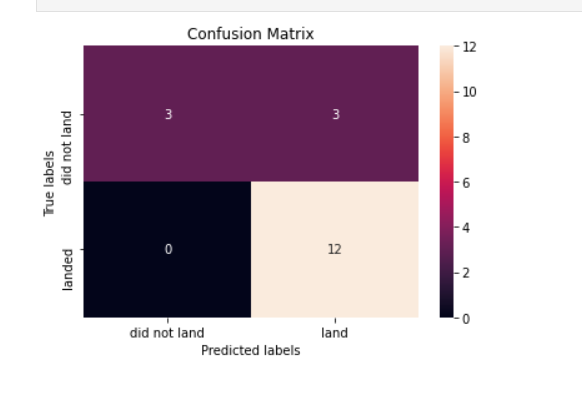 Confusion Matrix
True labels
did not land
landed
3
3
0
12
did not land
land
Predicted labels
12
10
8
6
4
2
0